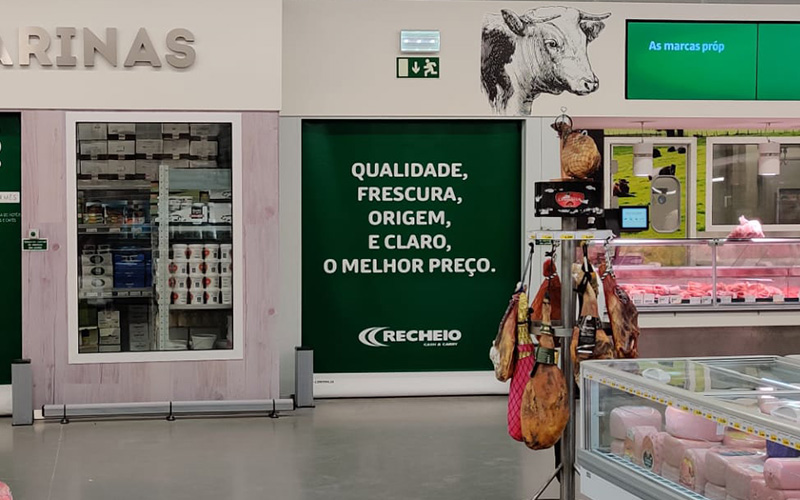 ARINAS
As marcas próp
QUALIDADE,
FRESCURA,
ORIGEM,
E CLARO,
O MELHOR PREÇO.
RECHEIO
CASH & CARRY